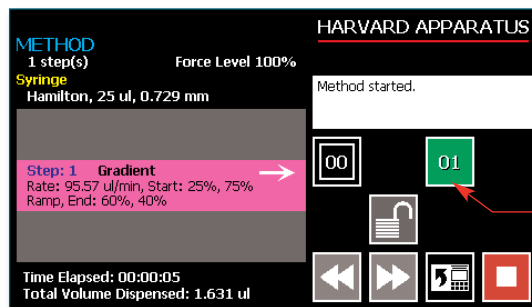 HARVARD APPARATUS
METHOD
1 step(s) Force Level 100%
Syringe
Hamilton, 25 ul, 0.729 mm
Method started.
00
01
Step: 1 Gradient
Rate: 95.57 ul/min, Start: 25%, 75%
Ramp, End: 60%, 40%
Time Elapsed: 00:00:05
Total Volume Dispensed: 1.631 ul